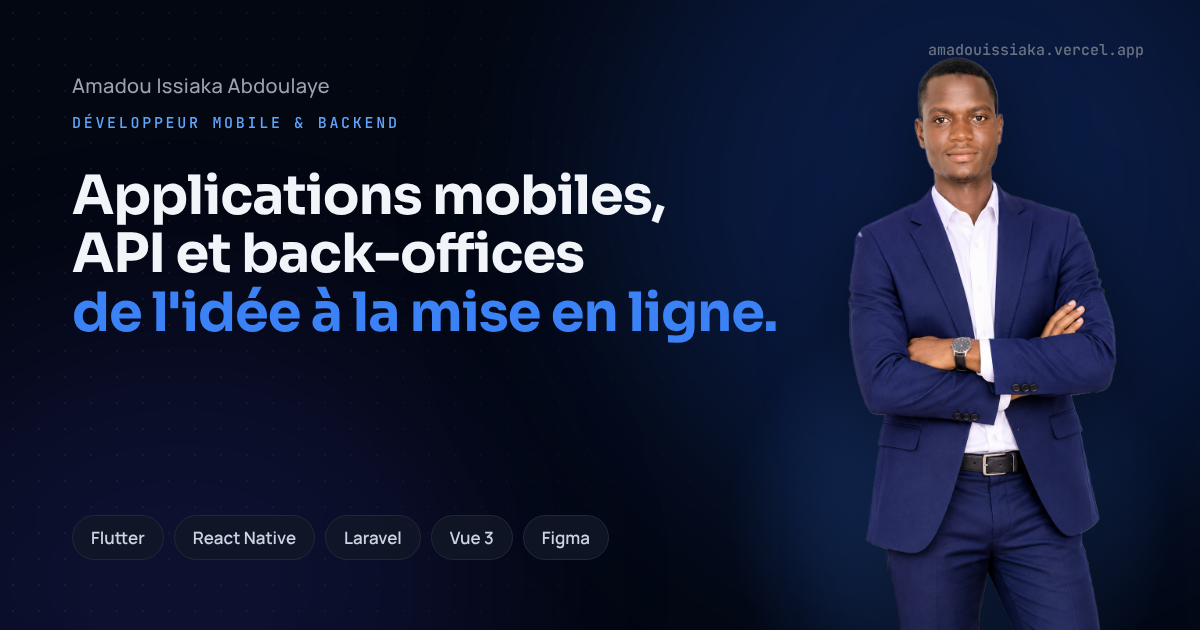 amadouissiaka.vercel.app
Amadou Issiaka Abdoulaye
DÉVELOPPEUR MOBILE & BACKEND
Applications mobiles,
API et back-offices
de l'idée à la mise en ligne.
Flutter
React Native
Laravel
Vue 3
Figma